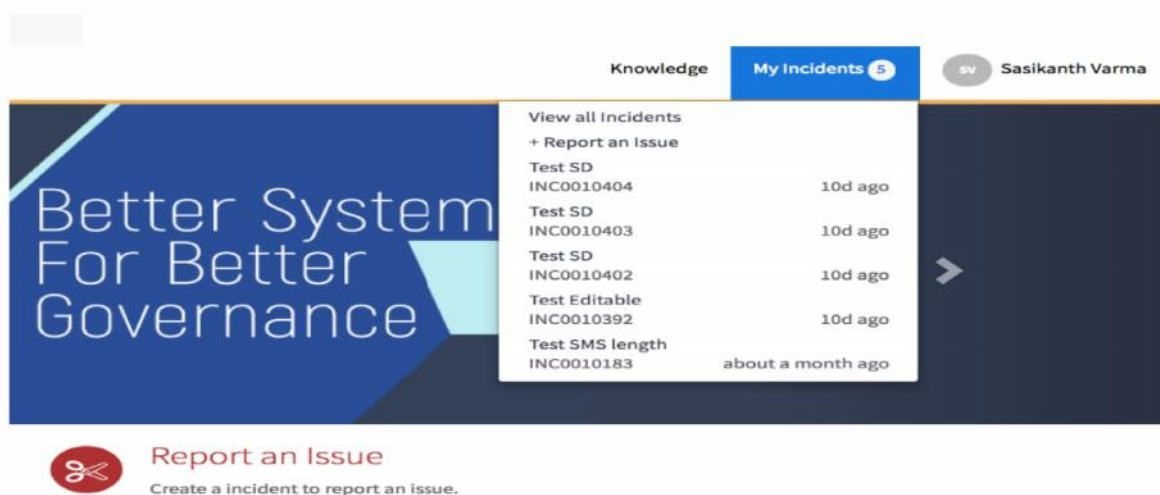 Knowledge
My Incidents 5
SV Sasikanth Varma
View all Incidents
+ Report an Issue
Test SD
INC0010404 10d ago
Test SD
INC0010403 10d ago
Test SD
INC0010402 10d ago
Test Editable
INC0010392 10d ago
Test SMS length
INC0010183 about a month ago
Better System
For Better
Governance
Report an Issue
Create a incident to report an issue.